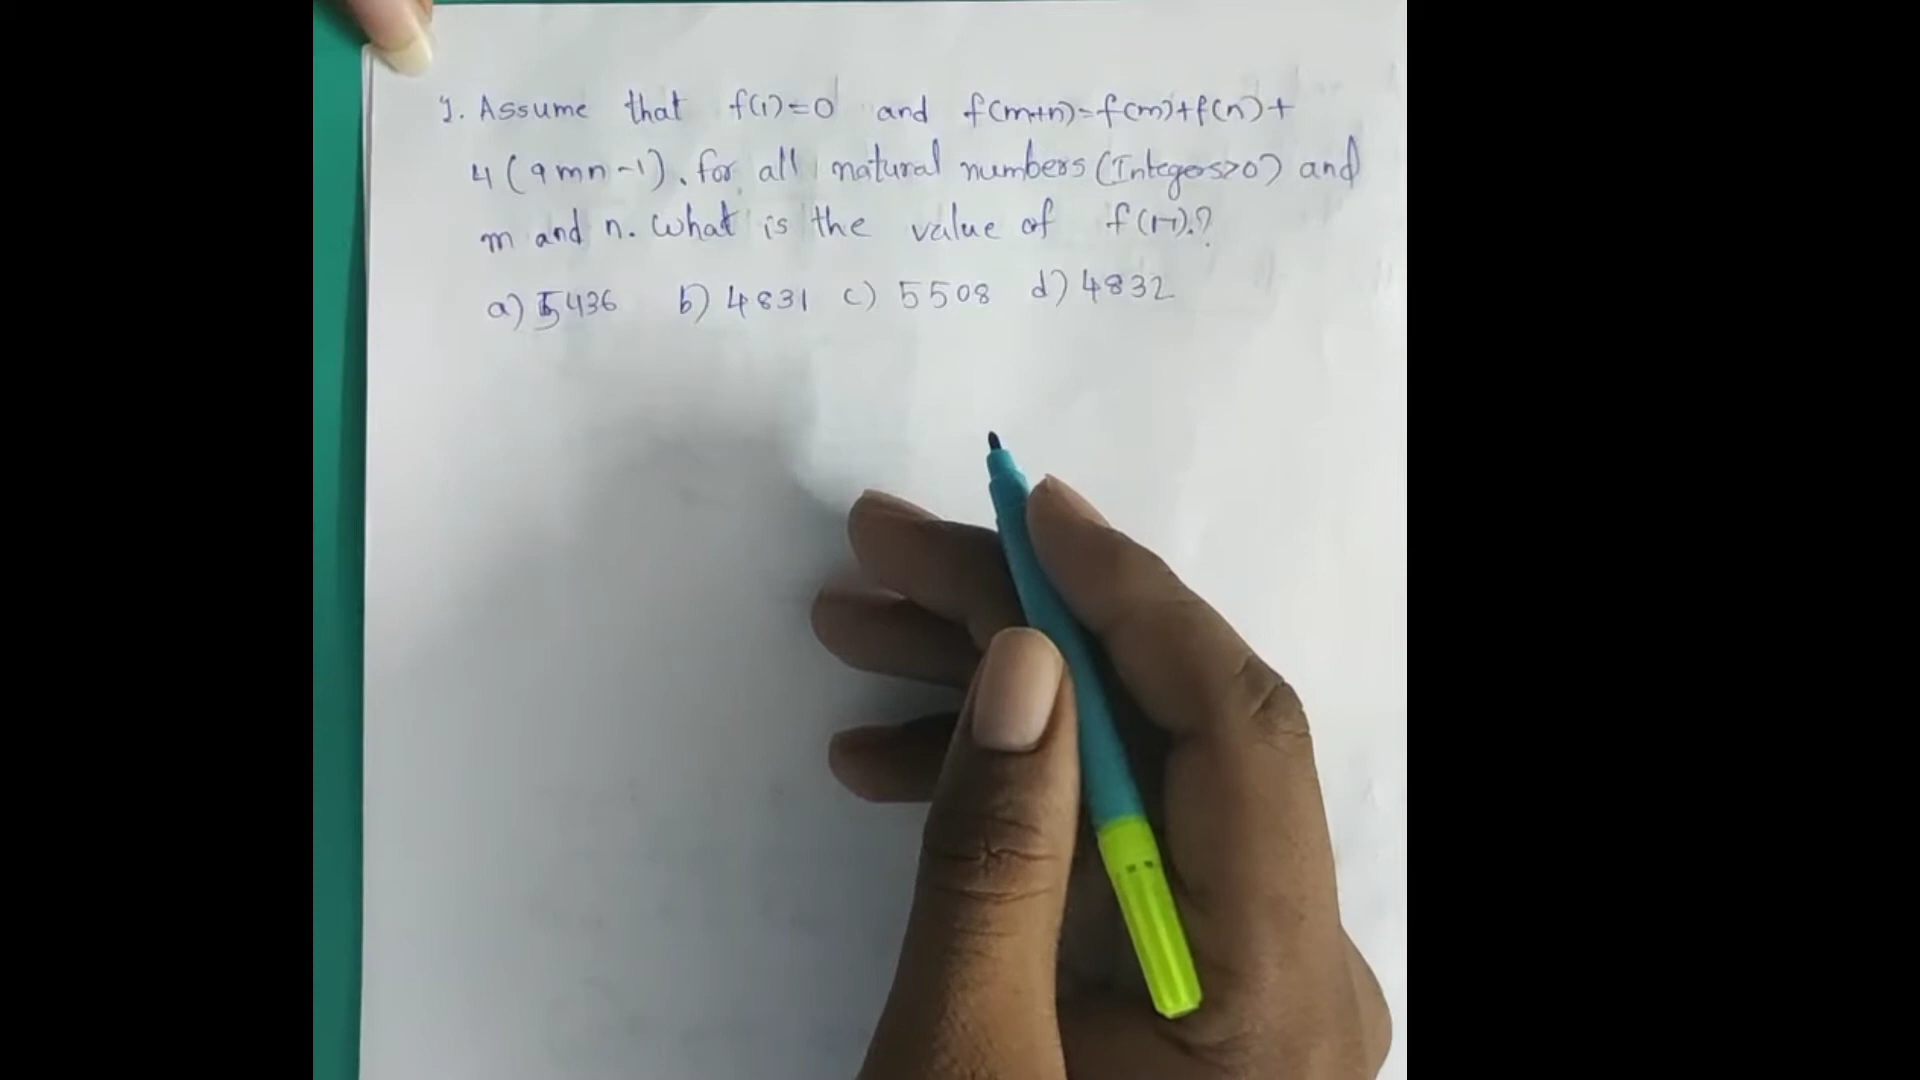 1. Assume that f(1)=0 and f(m+n)=f(m)+f(n)+
4(9mn-1). for all natural numbers (Integers>0) and
m and n. What is the value of f(17).?
a) 5436 b) 4831 c) 5508 d) 4832